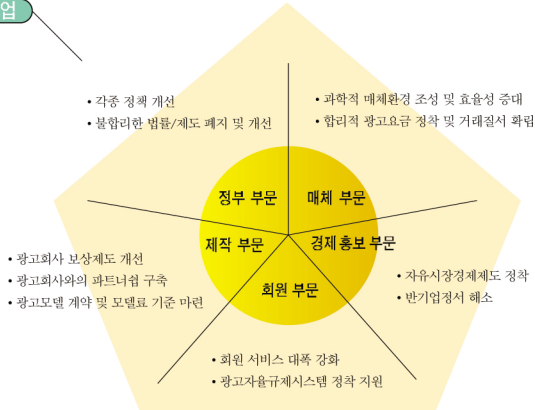 업
• 각종 정책 개선
• 불합리한 법률/제도 폐지 및 개선
• 과학적 매체환경 조성 및 효율성 증대
• 합리적 광고요금 정착 및 거래질서 확립
정부 부문
매체 부문
제작 부문
경제 홍보 부문
회원 부문
• 광고회사 보상제도 개선
• 광고회사와의 파트너쉽 구축
• 광고모델 계약 및 모델료 기준 마련
• 자유시장경제제도 정착
• 반기업정서 해소
• 회원 서비스 대폭 강화
• 광고자율규제시스템 정착 지원